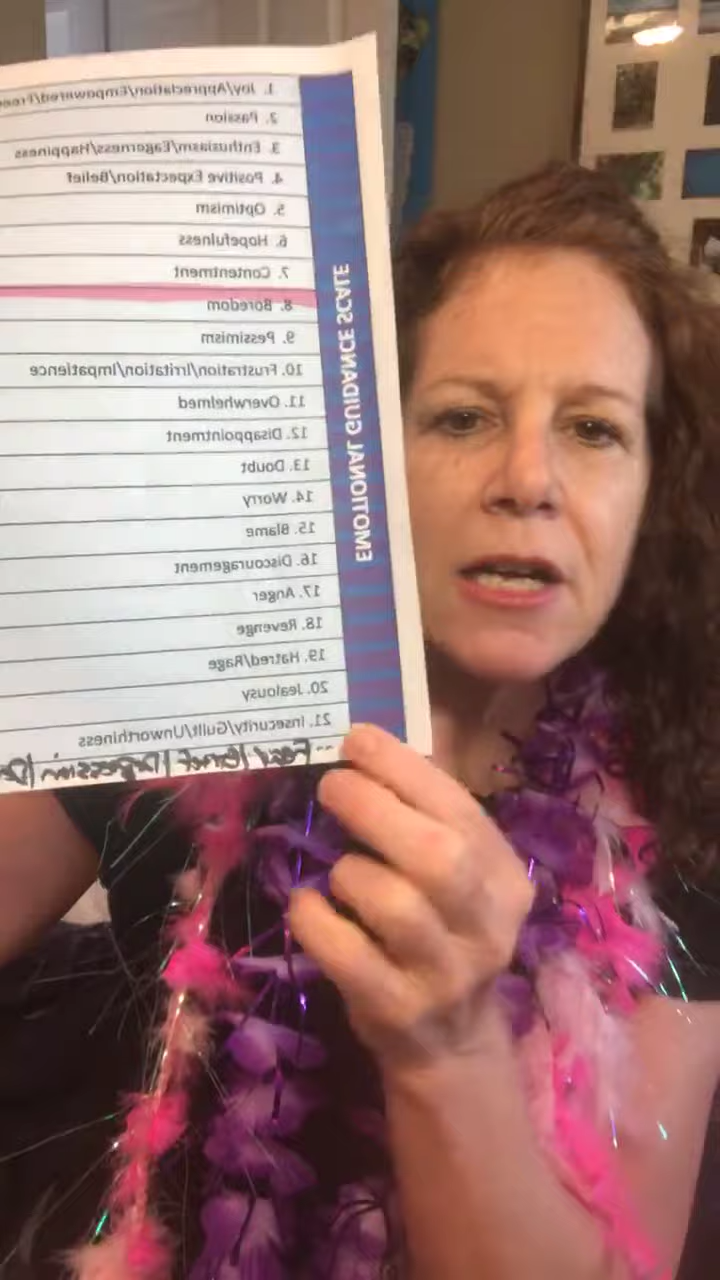 EMOTIONAL GUIDANCE SCALE
1. Joy/Appreciation/Empowered/Free
2. Passion
3. Enthusiasm/Eagerness/Happiness
4. Positive Expectation/Belief
5. Optimism
6. Hopefulness
7. Contentment
8. Boredom
9. Pessimism
10. Frustration/Irritation/Impatience
11. Overwhelmed
12. Disappointment
13. Doubt
14. Worry
15. Blame
16. Discouragement
17. Anger
18. Revenge
19. Hatred/Rage
20. Jealousy
21. Insecurity/Guilt/Unworthiness
Fear/Grief/Depression/De